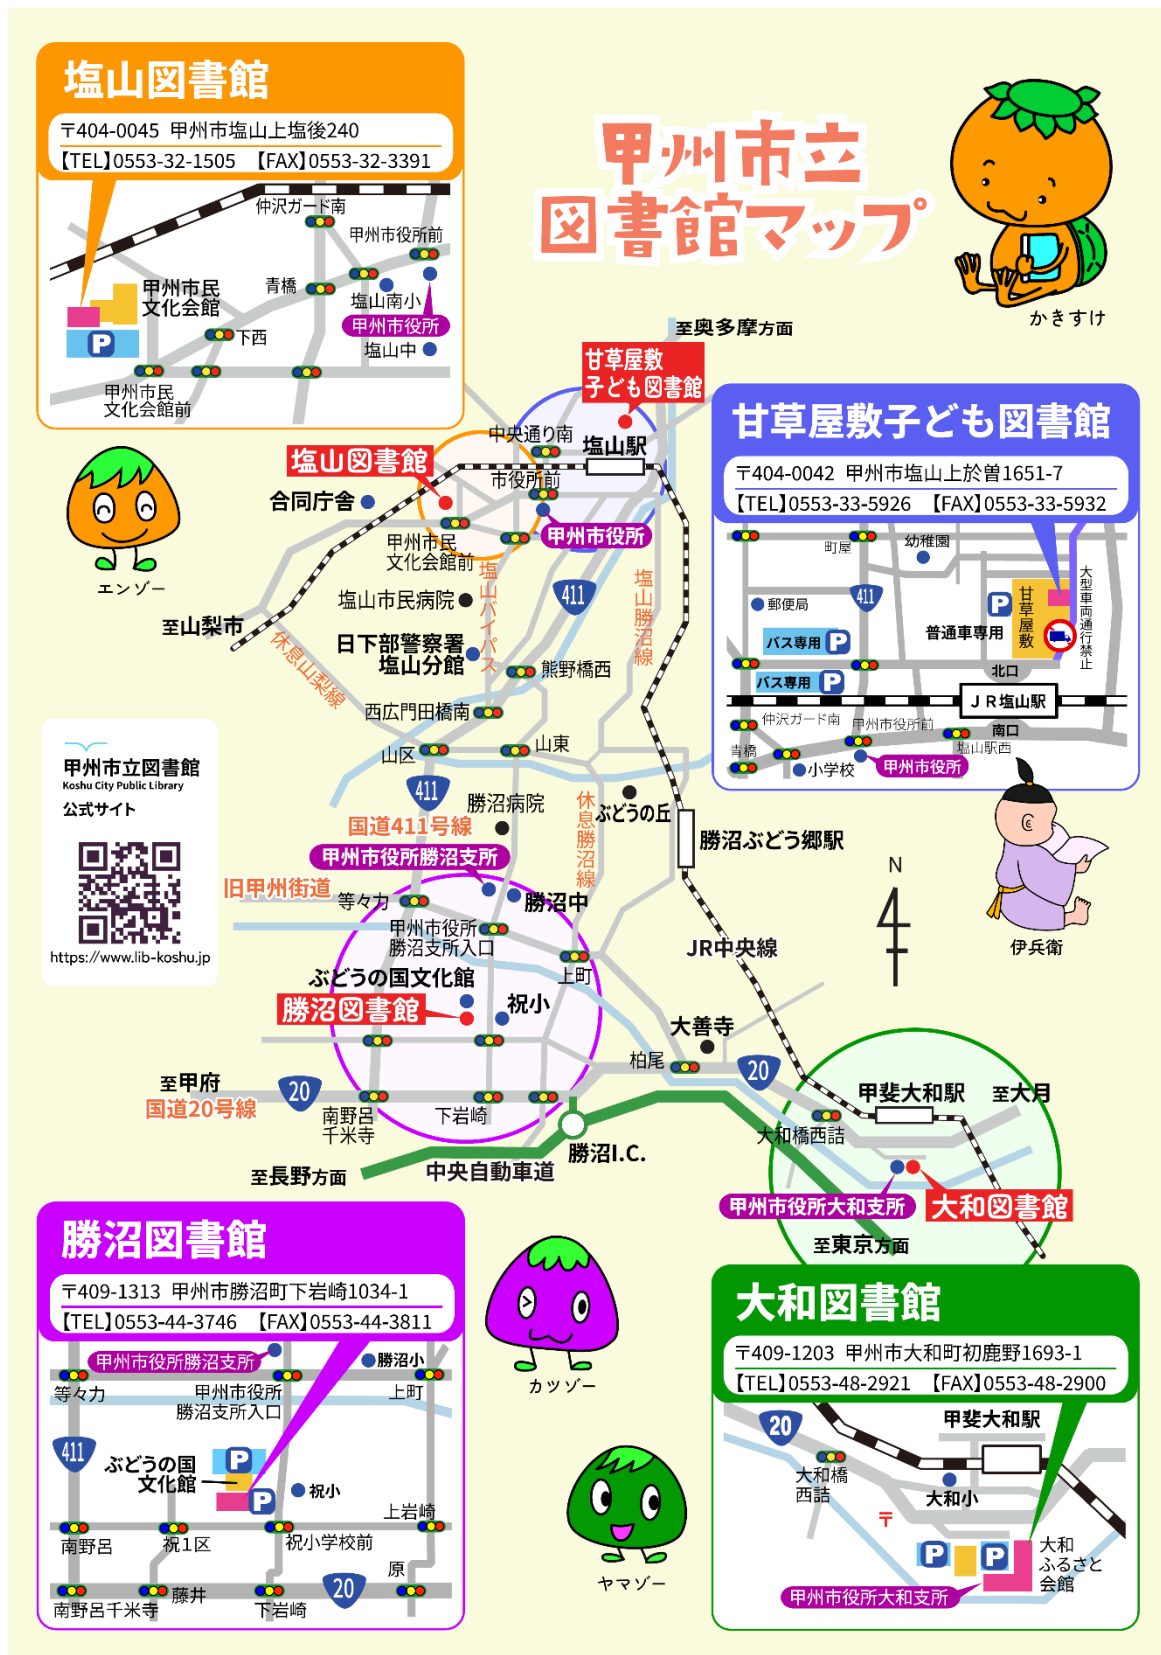 甲州市立
図書館マップ
塩山図書館
〒404-0045 甲州市塩山上塩後240
【TEL】0553-32-1505 【FAX】0553-32-3391
仲沢ガード南
甲州市役所前
青橋
塩山南小
甲州市民
文化会館
甲州市役所
下西
塩山中
P
甲州市民
文化会館前
かきすけ
エンゾー
至奥多摩方面
甘草屋敷
子ども図書館
中央通り南
塩山駅
塩山図書館
市役所前
合同庁舎
甲州市役所
甲州市民
文化会館前
塩山バイパス
411
塩山勝沼線
塩山市民病院
至山梨市
休息山梨線
日下部警察署
塩山分館
熊野橋西
西広門田橋南
山区
山東
411
勝沼病院
国道411号線
休息勝沼線
ぶどうの丘
勝沼ぶどう郷駅
甲州市役所勝沼支所
旧甲州街道
等々力
勝沼中
甲州市役所
勝沼支所入口
上町
ぶどうの国文化館
勝沼図書館
祝小
JR中央線
N
大善寺
柏尾
20
至甲府
国道20号線
20
南野呂
千米寺
下岩崎
勝沼I.C.
中央自動車道
至長野方面
甲斐大和駅
至大月
大和橋西詰
甲州市役所大和支所
大和図書館
至東京方面
甘草屋敷子ども図書館
〒404-0042 甲州市塩山上於曽1651-7
【TEL】0553-33-5926 【FAX】0553-33-5932
町屋
幼稚園
411
郵便局
P
甘草屋敷
大型車両通行禁止
普通車専用
バス専用
P
バス専用
P
北口
JR塩山駅
南口
仲沢ガード南
甲州市役所前
塩山駅西
青橋
小学校
甲州市役所
伊兵衛
甲州市立図書館
Koshu City Public Library
公式サイト
https://www.lib-koshu.jp
勝沼図書館
〒409-1313 甲州市勝沼町下岩崎1034-1
【TEL】0553-44-3746 【FAX】0553-44-3811
甲州市役所勝沼支所
勝沼小
等々力
甲州市役所
勝沼支所入口
上町
411
P
ぶどうの国
文化館
P
祝小
上岩崎
南野呂
祝1区
祝小学校前
原
20
南野呂千米寺
藤井
下岩崎
カツゾー
ヤマゾー
大和図書館
〒409-1203 甲州市大和町初鹿野1693-1
【TEL】0553-48-2921 【FAX】0553-48-2900
20
甲斐大和駅
大和橋
西詰
大和小
〒
P
P
大和
ふるさと
会館
甲州市役所大和支所